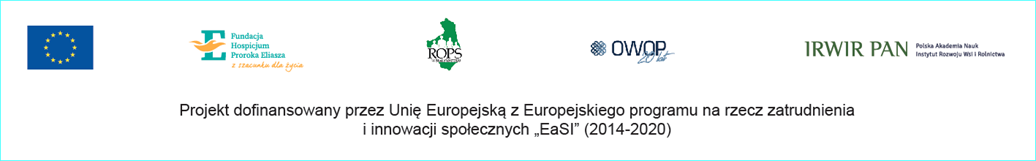 Fundacja
Hospicjum
Proroka Eliasza
z szacunku dla życia
ROPS
OWOP
20 lat
IRWIR PAN
Polska Akademia Nauk
Instytut Rozwoju Wsi i Rolnictwa
Projekt dofinansowany przez Unię Europejską z Europejskiego programu na rzecz zatrudnienia
i innowacji społecznych „EaSI” (2014-2020)